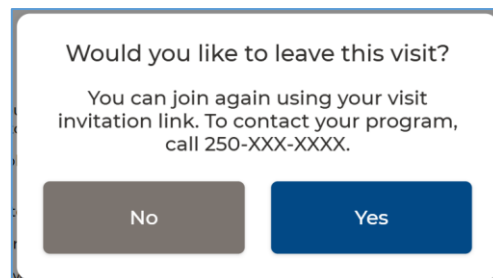 Would you like to leave this visit?
You can join again using your visit
invitation link. To contact your program,
call 250-XXX-XXXX.
No
Yes